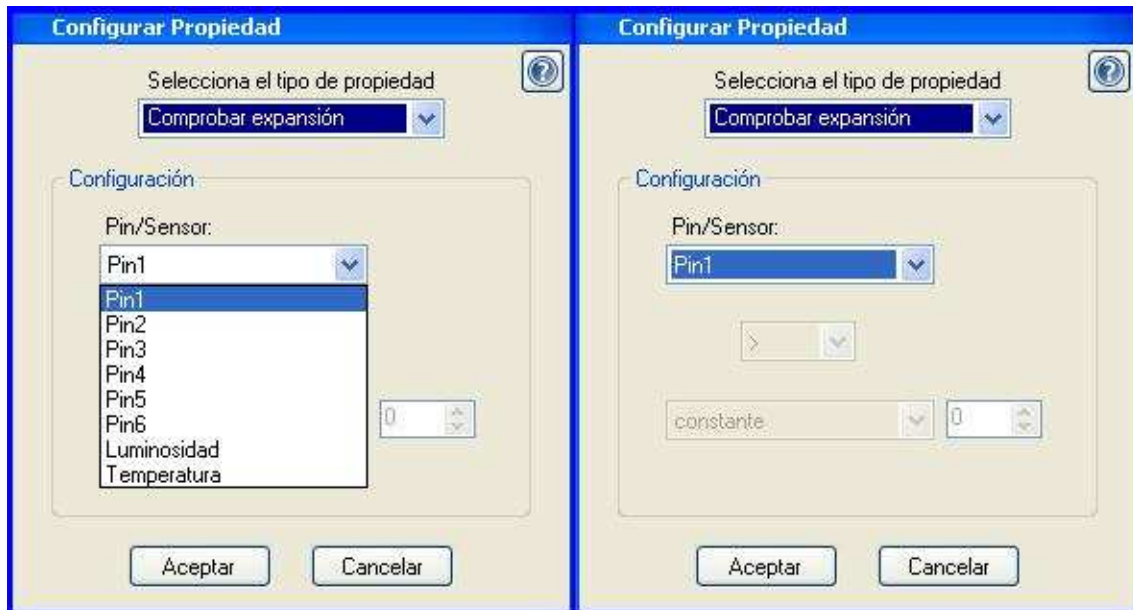 Configurar Propiedad
Selecciona el tipo de propiedad
Comprobar expansión
Configuración
Pin/Sensor:
Pin1
Pin1
Pin2
Pin3
Pin4
Pin5
Pin6
Luminosidad
Temperatura
0
Aceptar
Cancelar
Configurar Propiedad
Selecciona el tipo de propiedad
Comprobar expansión
Configuración
Pin/Sensor:
Pin1
>
constante
0
Aceptar
Cancelar